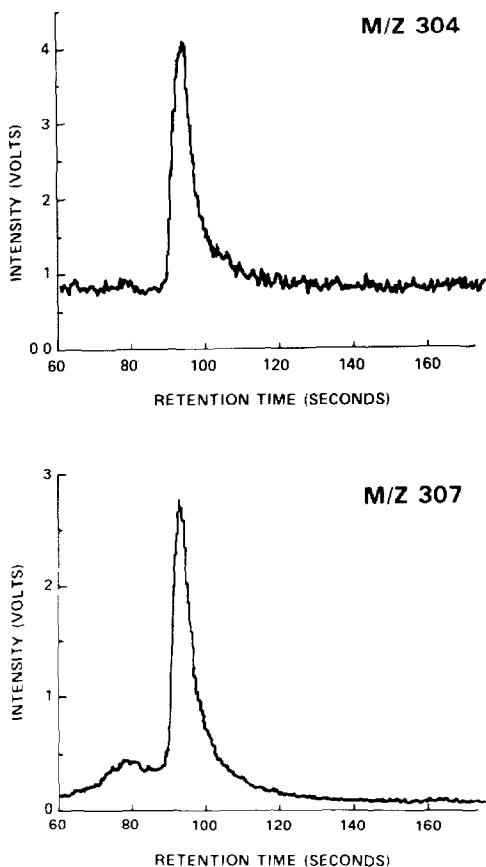 M/Z 304
4
3
2
1
0 0
INTENSITY (VOLTS)
60 80 100 120 140 160
RETENTION TIME (SECONDS)
M/Z 307
3
2
1
0
INTENSITY (VOLTS)
60 80 100 120 140 160
RETENTION TIME (SECONDS)